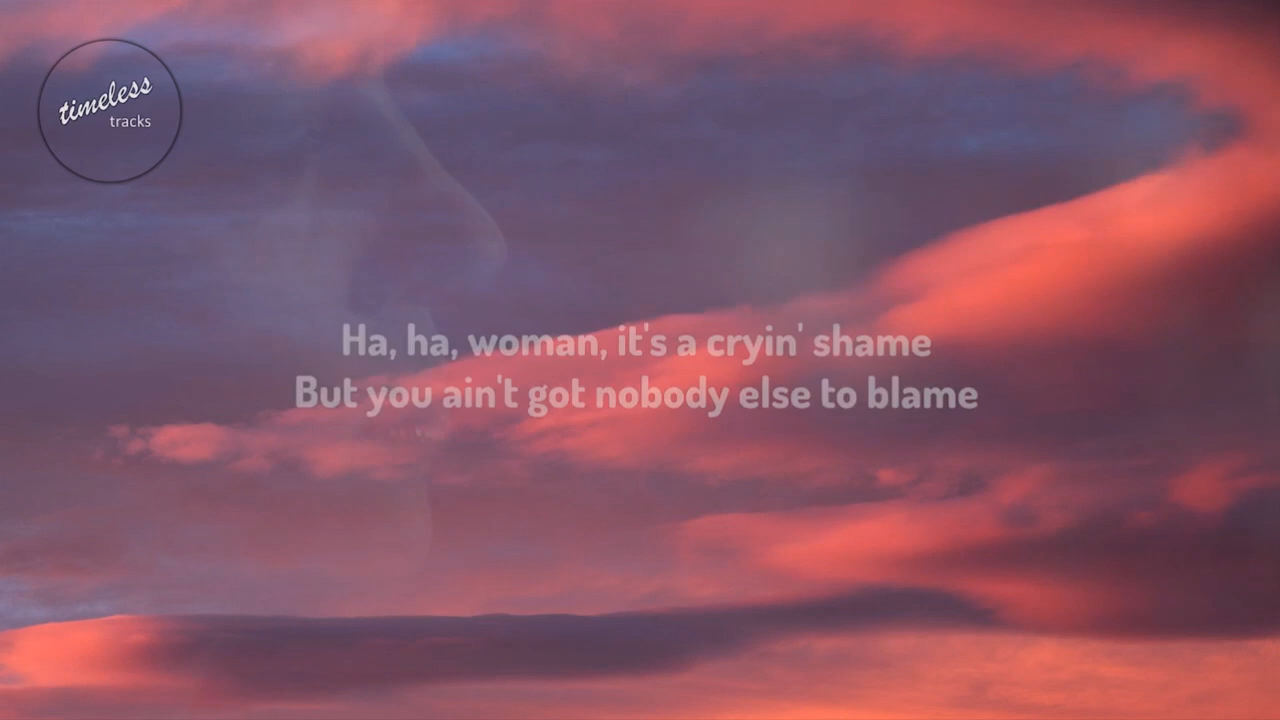 timeless
tracks
Ha, ha, woman, it's a cryin' shame
But you ain't got nobody else to blame